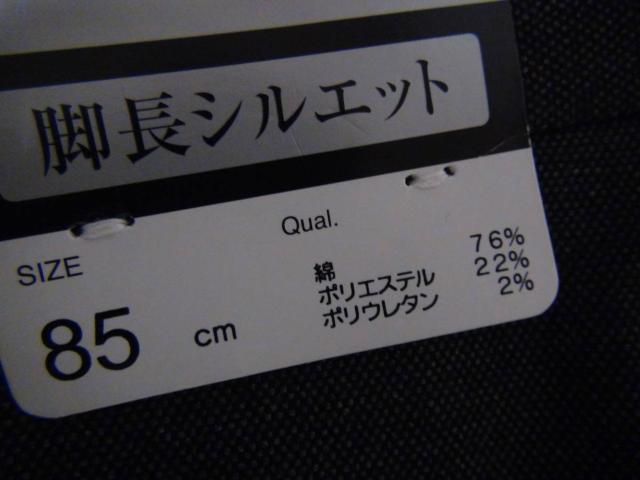 脚長シルエット
Qual.
SIZE
85 cm
綿 76%
ポリエステル 22%
ポリウレタン 2%